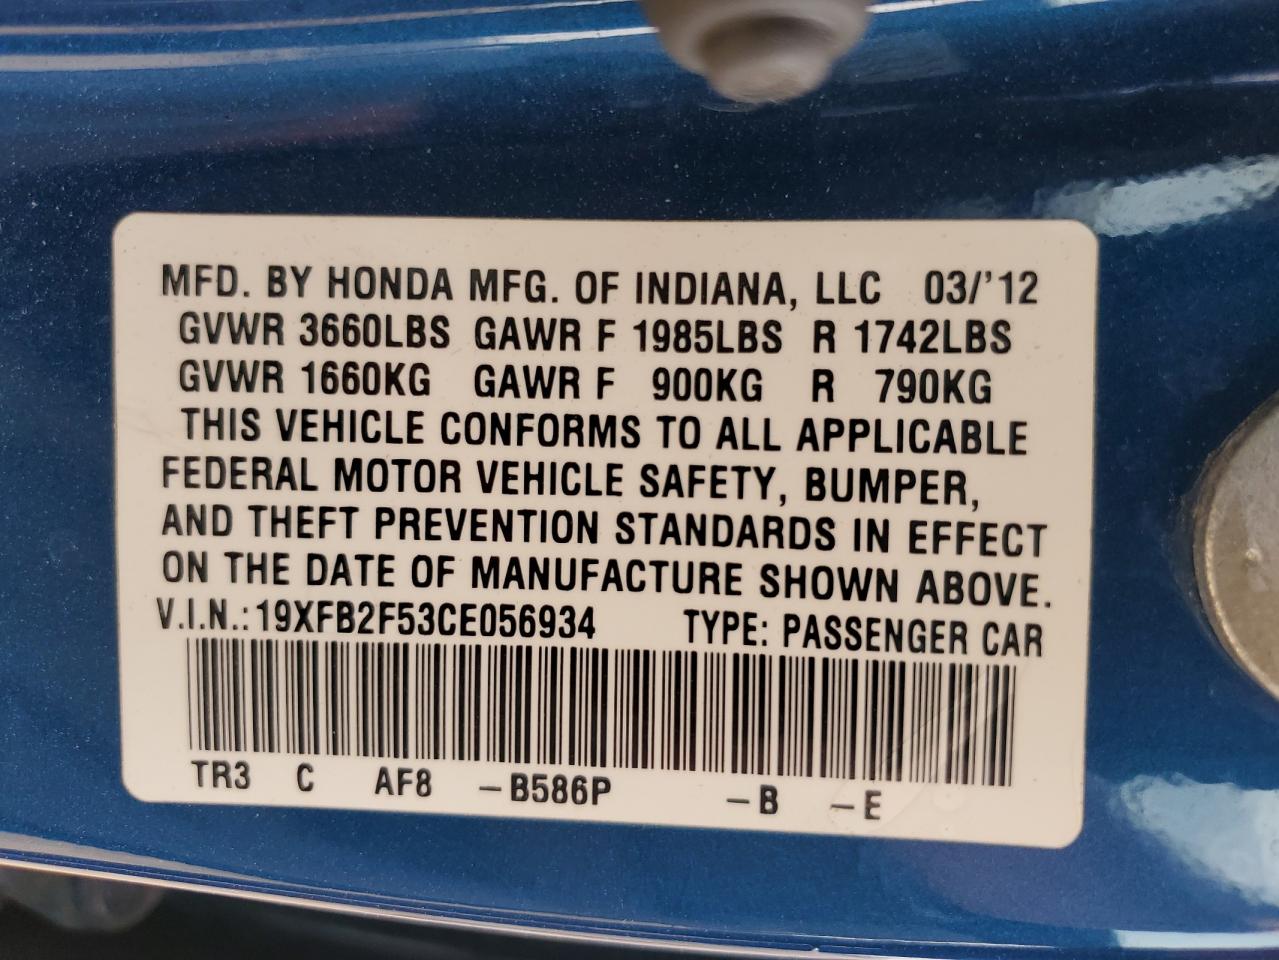 MFD. BY HONDA MFG. OF INDIANA, LLC 03/'12
GVWR 3660LBS GAWR F 1985LBS R 1742LBS
GVWR 1660KG GAWR F 900KG R 790KG
THIS VEHICLE CONFORMS TO ALL APPLICABLE
FEDERAL MOTOR VEHICLE SAFETY, BUMPER,
AND THEFT PREVENTION STANDARDS IN EFFECT
ON THE DATE OF MANUFACTURE SHOWN ABOVE.
V.I.N.: 19XFB2F53CE056934 TYPE: PASSENGER CAR
TR3 C AF8 -B586P -B -E